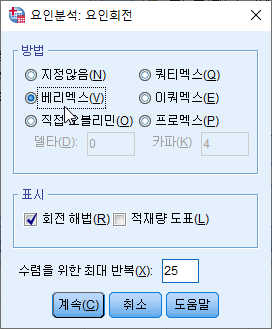 요인분석: 요인회전
방법
지정않음(N) 쿼티멕스(Q)
베리멕스(V) 이쿼멕스(E)
직접 오블리민(O) 프로멕스(P)
델타(D): 0 카파(K) 4
표시
회전 해법(R) 적재량 도표(L)
수렴을 위한 최대 반복(X): 25
계속(C) 취소 도움말